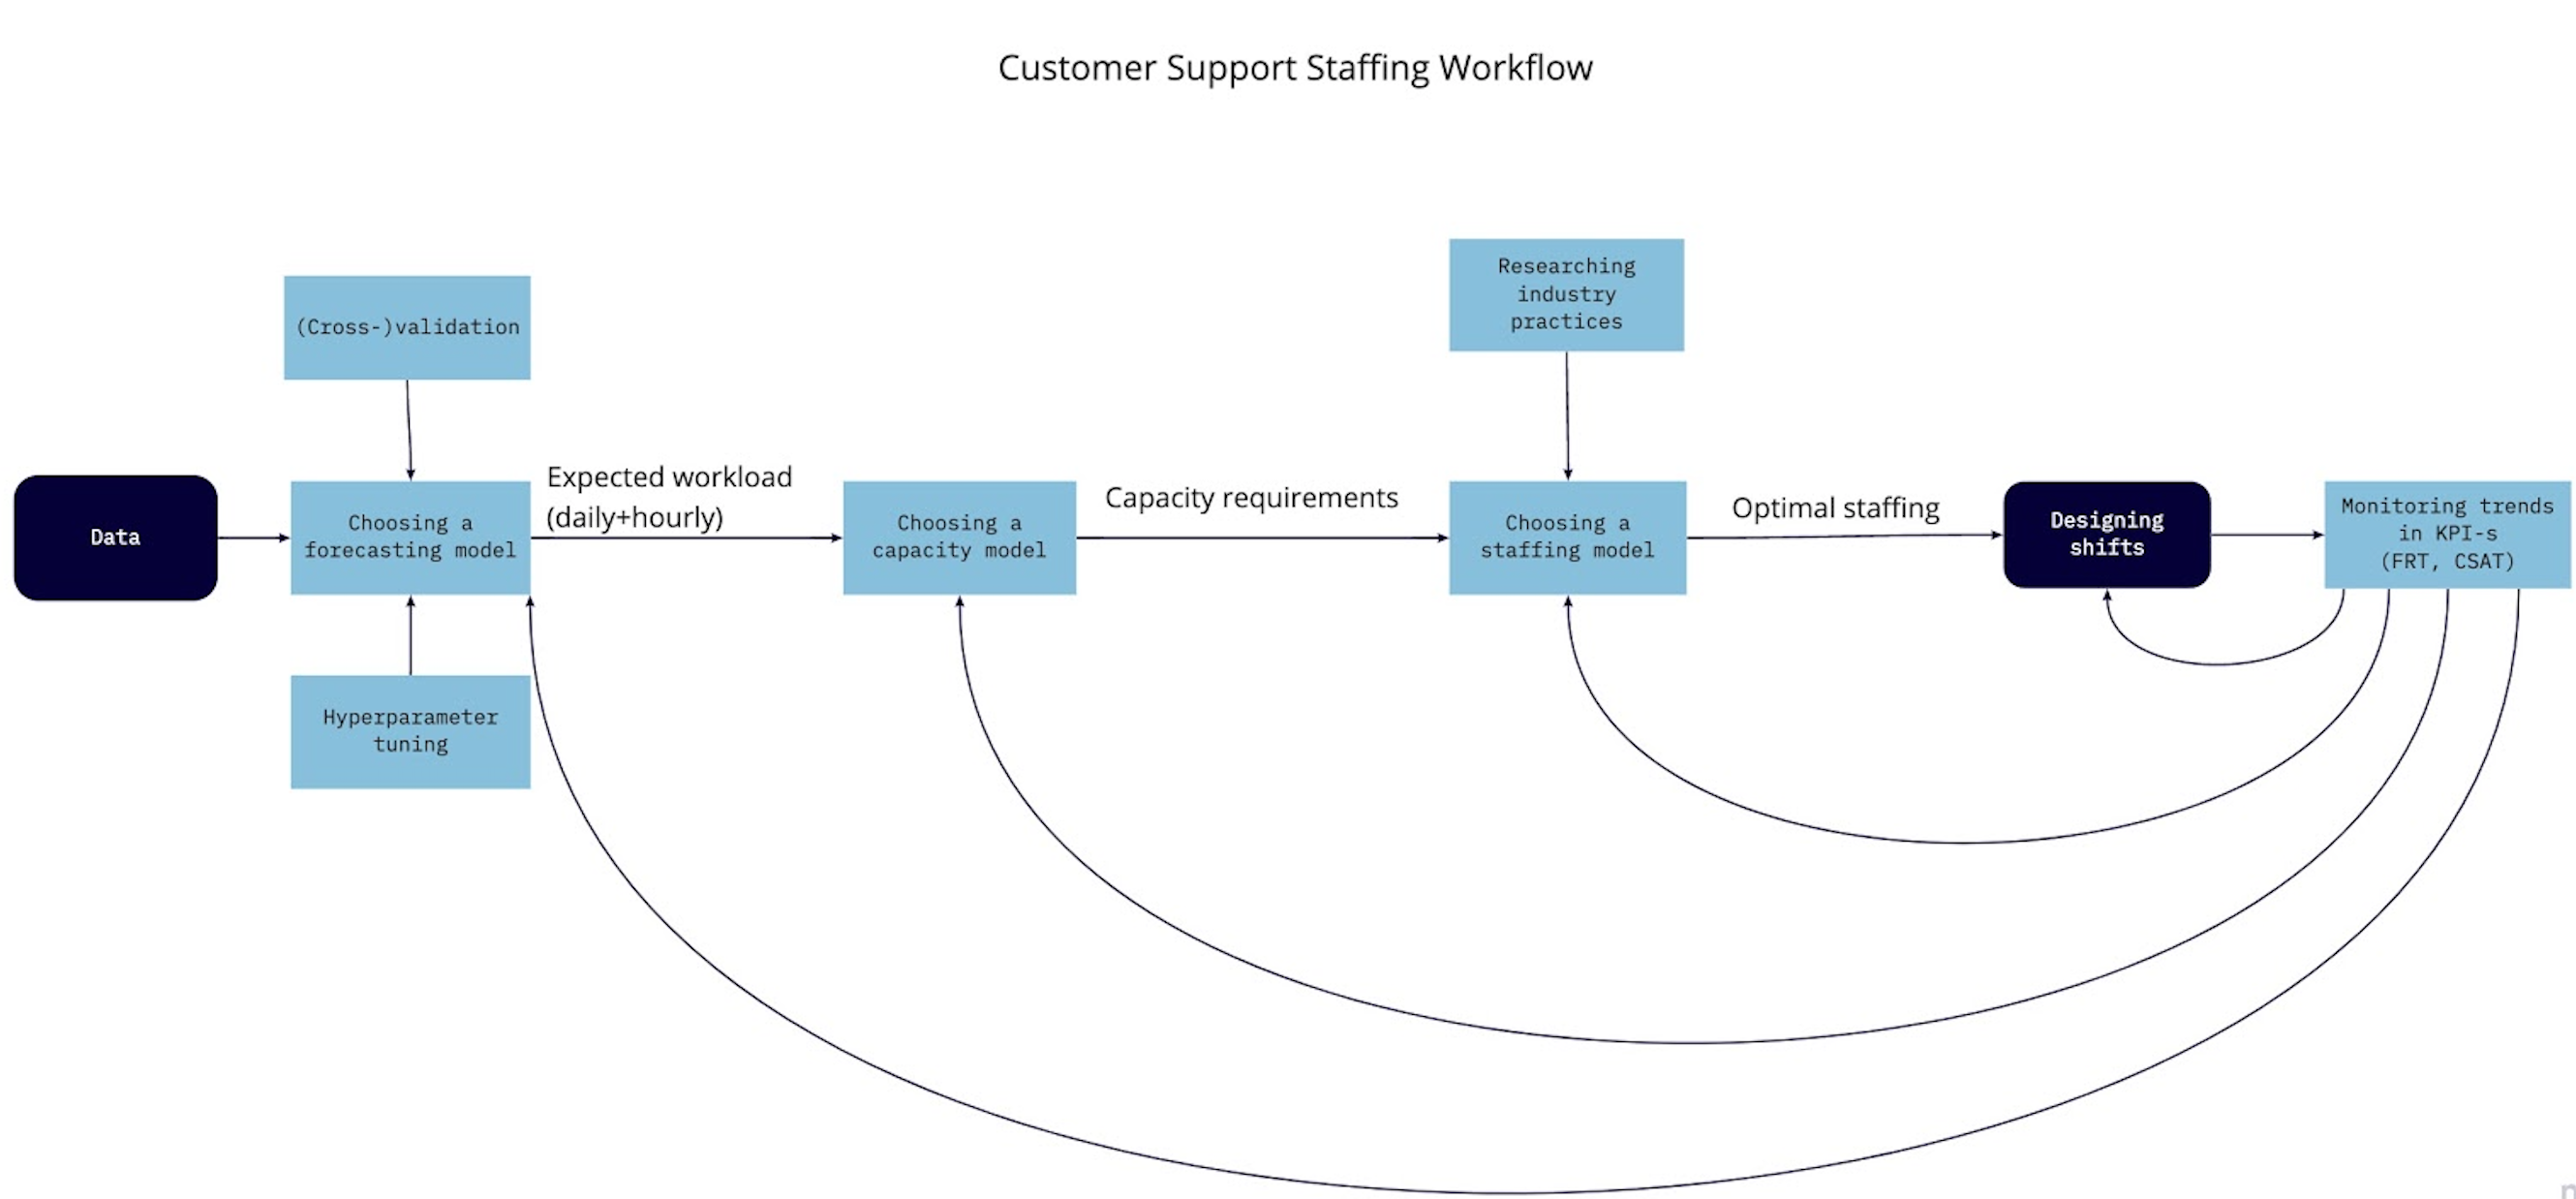 Customer Support Staffing Workflow
(Cross-)validation
Researching
industry
practices
Data
Choosing a
forecasting model
Expected workload
(daily+hourly)
Choosing a
capacity model
Capacity requirements
Choosing a
staffing model
Optimal staffing
Designing
shifts
Monitoring trends
in KPI-s
(FRT, CSAT)
Hyperparameter
tuning